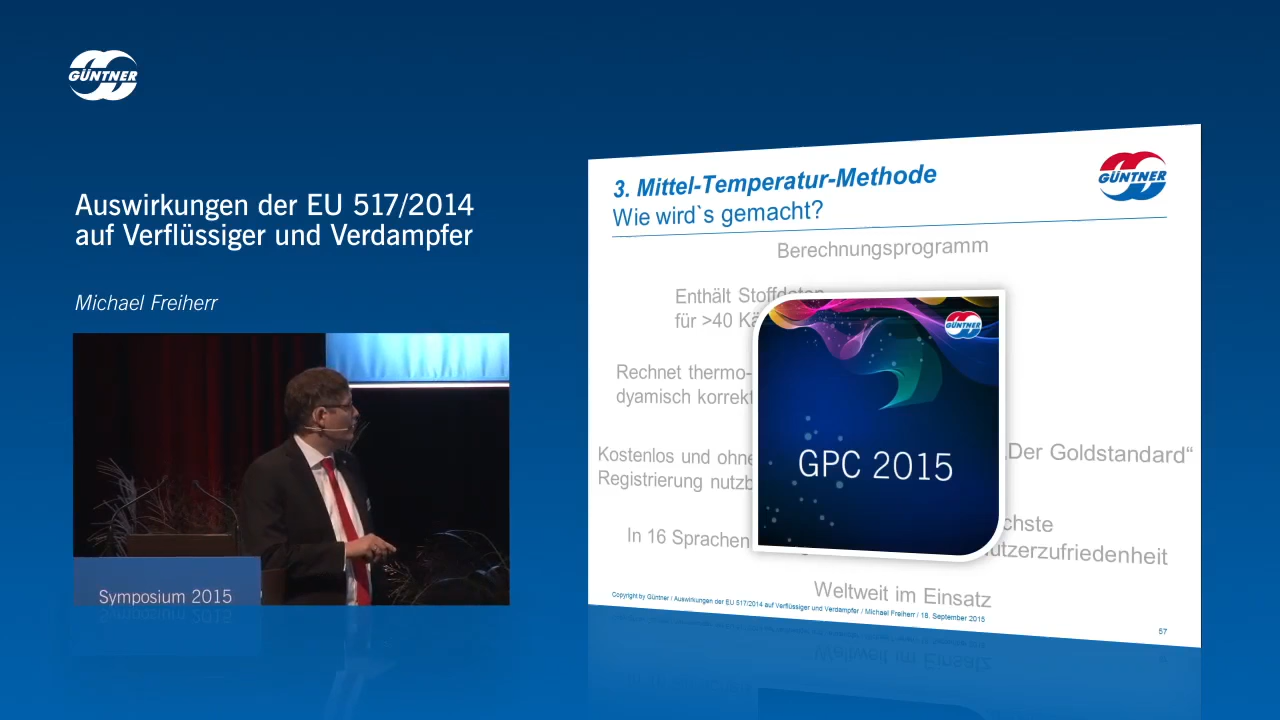 GÜNTNER
Auswirkungen der EU 517/2014
auf Verflüssiger und Verdampfer
Michael Freiherr
Symposium 2015
3. Mittel-Temperatur-Methode
Wie wird`s gemacht?
GÜNTNER
Berechnungsprogramm
Enthält Stoffdaten
für >40 Kä
Rechnet thermo-
dyamisch korrekt
Kostenlos und ohne
Registrierung nutzb
In 16 Sprachen
GÜNTNER
GPC 2015
„Der Goldstandard“
chste
utzerzufriedenheit
Weltweit im Einsatz
Copyright by Güntner / Auswirkungen der EU 517/2014 auf Verflüssiger und Verdampfer / Michael Freiherr / 18. September 2015
57